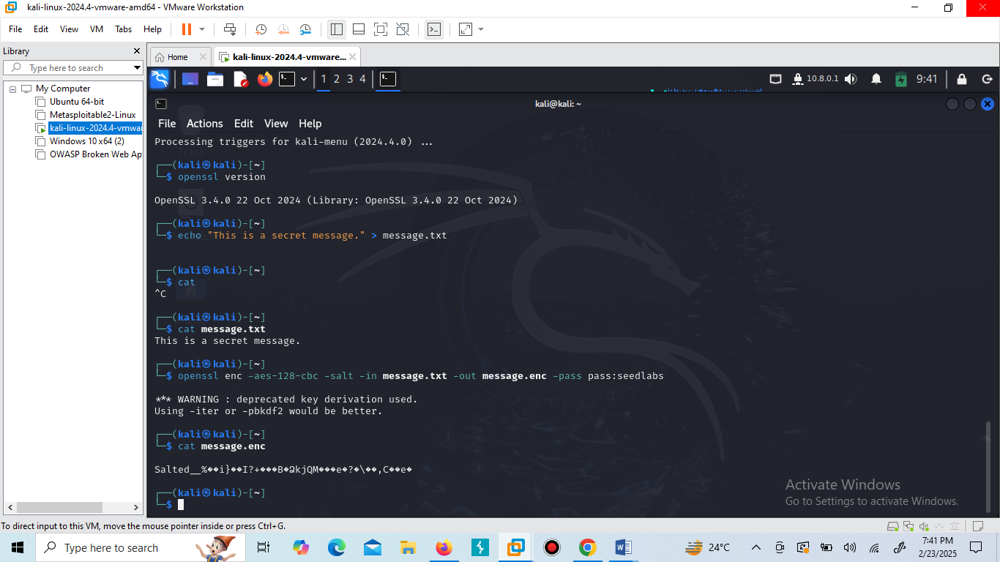 kali-linux-2024.4-vmware-amd64 - VMware Workstation
File Edit View VM Tabs Help
Library
Type here to search
My Computer
Ubuntu 64-bit
Metasploitable2-Linux
kali-linux-2024.4-vmwar
Windows 10 x64 (2)
OWASP Broken Web Ap
Home
kali-linux-2024.4-vmware...
1 2 3 4
10.8.0.1
9:41
kali@kali: ~
File Actions Edit View Help
Processing triggers for kali-menu (2024.4.0) ...
┌──(kali㉿kali)-[~]
└─$ openssl version
OpenSSL 3.4.0 22 Oct 2024 (Library: OpenSSL 3.4.0 22 Oct 2024)
┌──(kali㉿kali)-[~]
└─$ echo "This is a secret message." > message.txt
┌──(kali㉿kali)-[~]
└─$ cat
^C
┌──(kali㉿kali)-[~]
└─$ cat message.txt
This is a secret message.
┌──(kali㉿kali)-[~]
└─$ openssl enc -aes-128-cbc -salt -in message.txt -out message.enc -pass pass:seedlabs
*** WARNING : deprecated key derivation used.
Using -iter or -pbkdf2 would be better.
┌──(kali㉿kali)-[~]
└─$ cat message.enc
Salted__%��i}��I?+���B�ԶkjQM���e�?�\��,C��e�
┌──(kali㉿kali)-[~]
└─$
Activate Windows
Go to Settings to activate Windows.
To direct input to this VM, move the mouse pointer inside or press Ctrl+G.
Type here to search
24°C
7:41 PM
2/23/2025